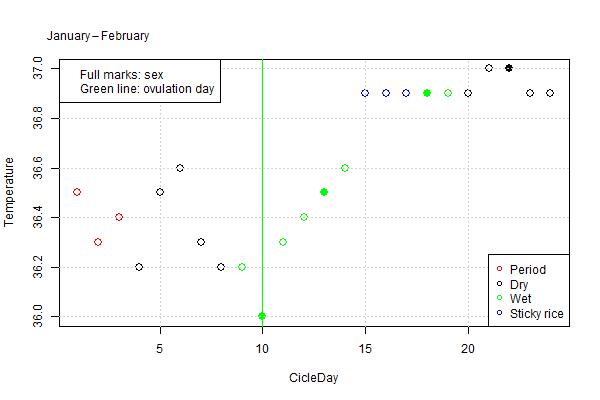 January – February
Full marks: sex
Green line: ovulation day
37.0
36.8
36.6
36.4
36.2
36.0
Temperature
Period
Dry
Wet
Sticky rice
5 10 15 20
CicleDay